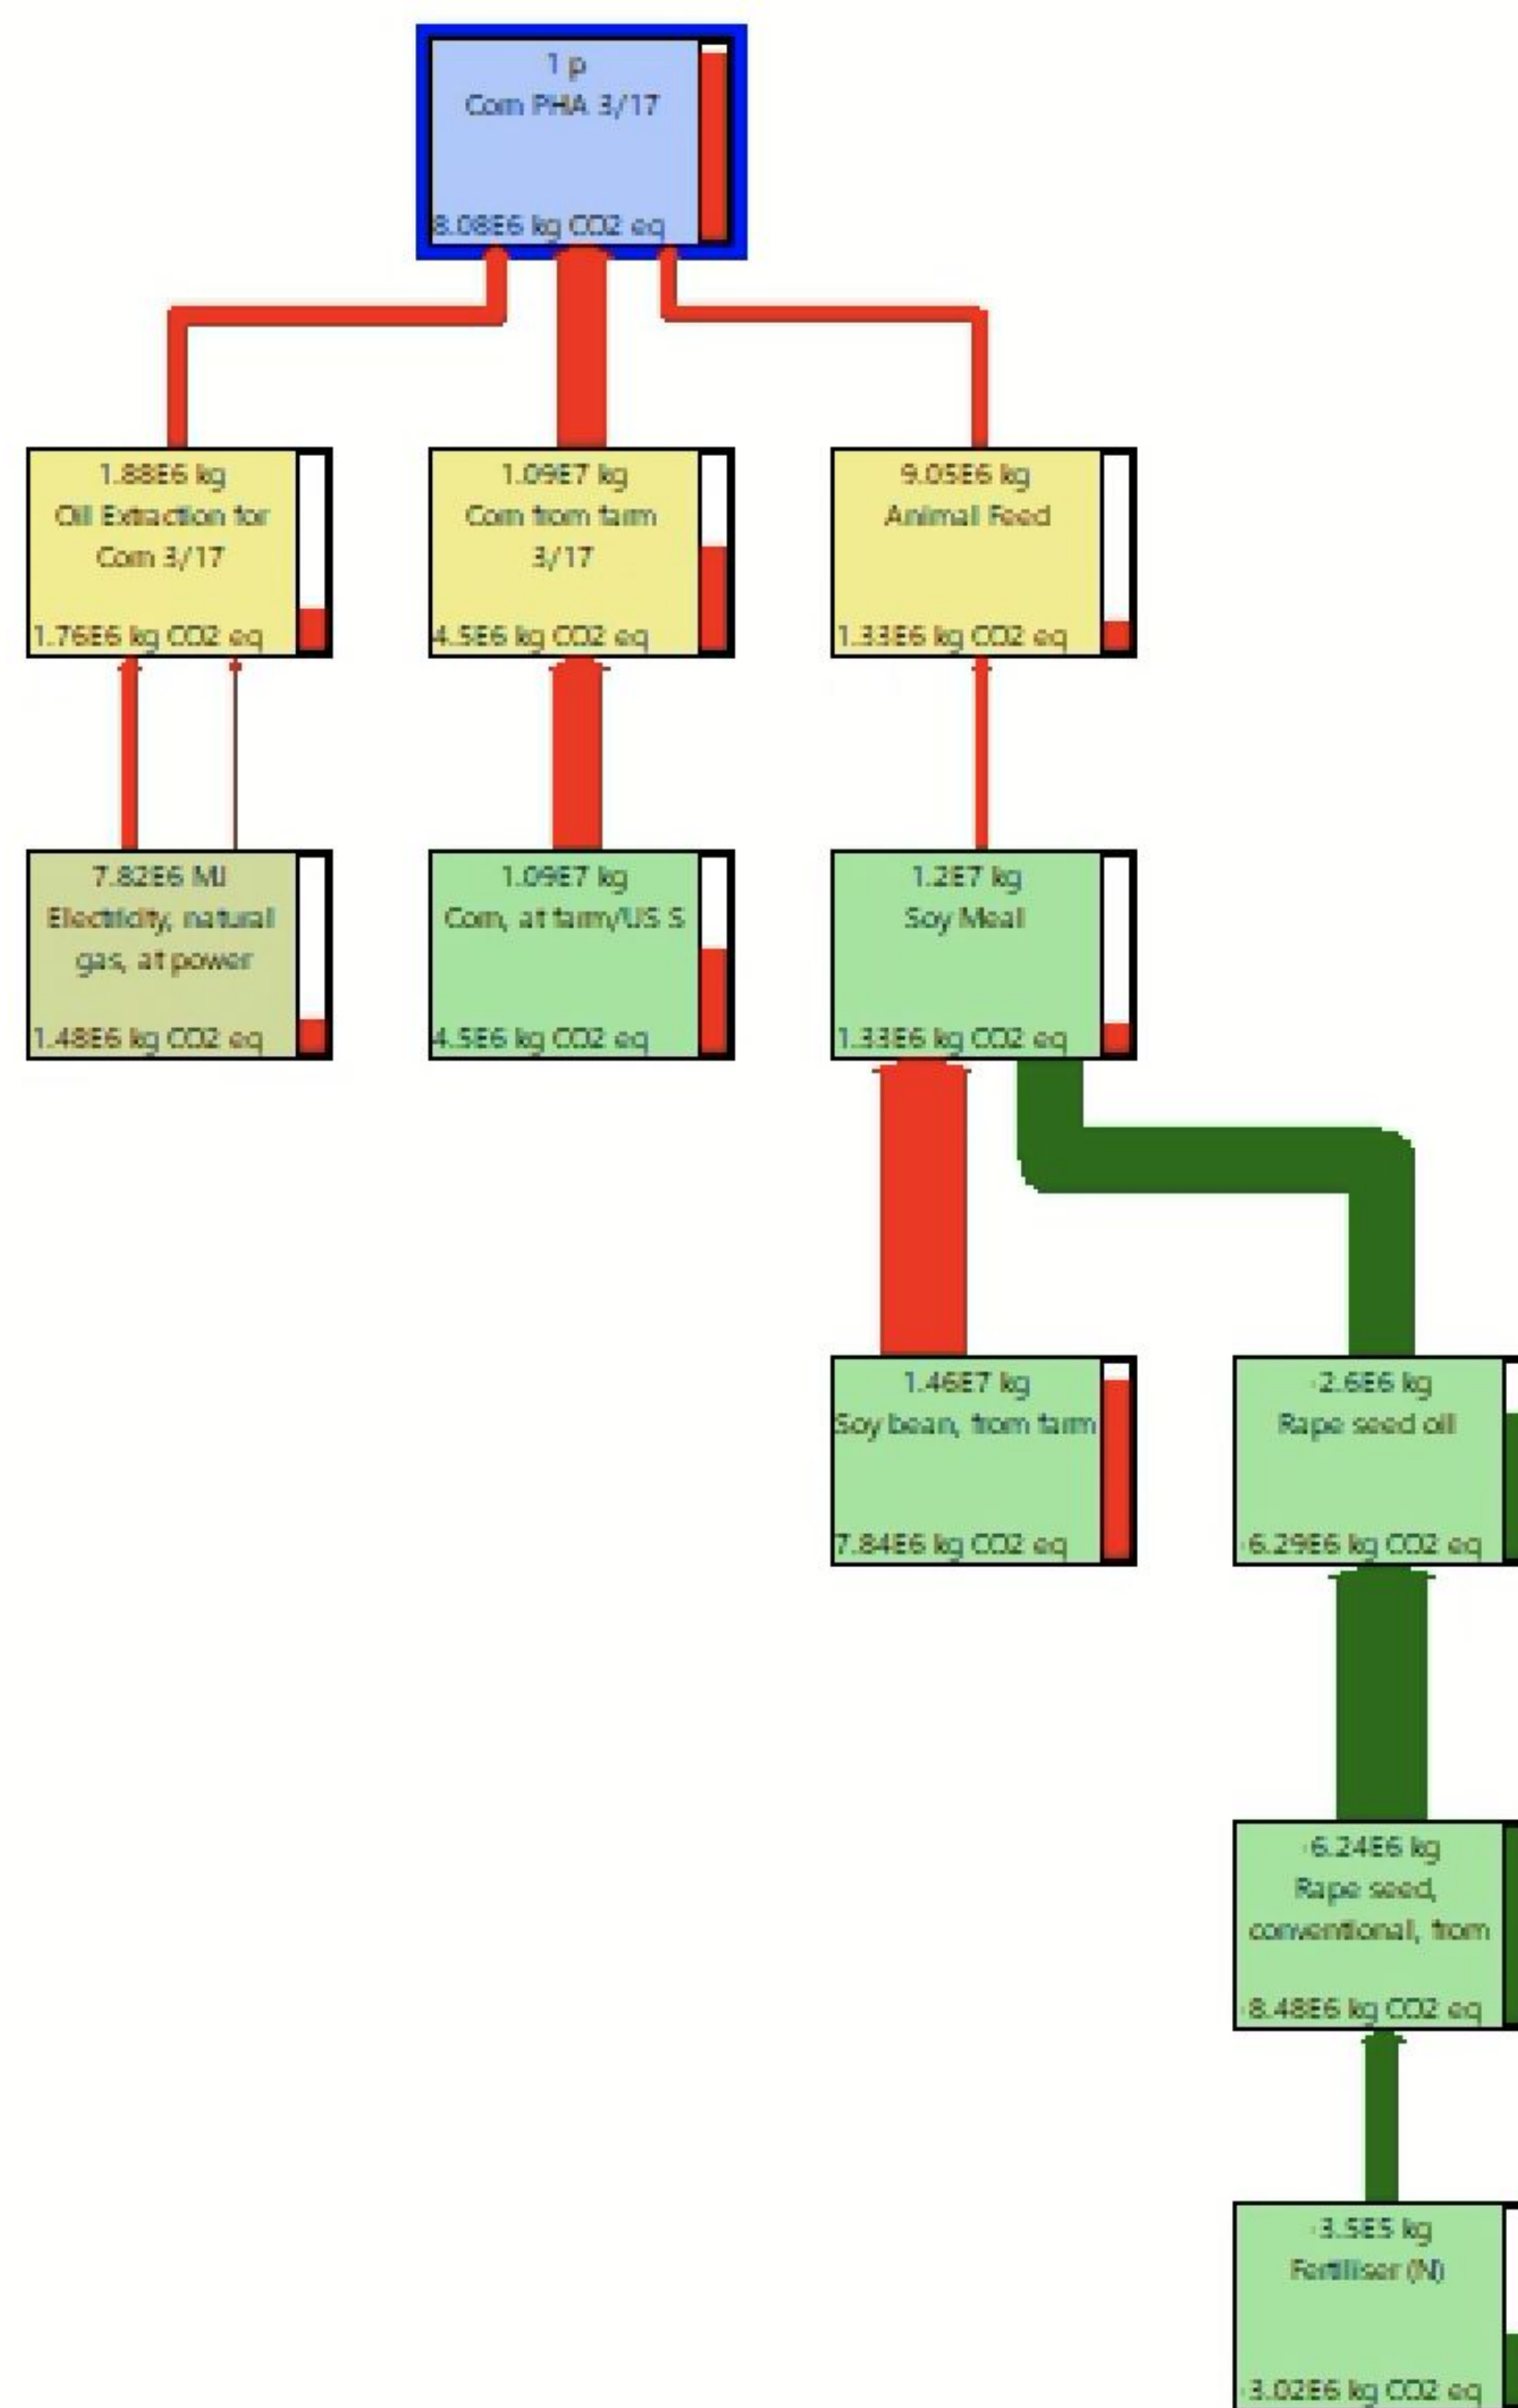 1 p
Corn PHA 3/17
8.08E6 kg CO2 eq
1.88E6 kg
Oil Extraction for
Corn 3/17
1.76E6 kg CO2 eq
1.09E7 kg
Corn from farm
3/17
4.5E6 kg CO2 eq
9.05E6 kg
Animal Feed
1.33E6 kg CO2 eq
7.82E6 MJ
Electricity, natural
gas, at power
1.48E6 kg CO2 eq
1.09E7 kg
Corn, at farm/US S
4.5E6 kg CO2 eq
1.2E7 kg
Soy Meal
1.33E6 kg CO2 eq
1.46E7 kg
Soy bean, from farm
7.84E6 kg CO2 eq
-2.6E6 kg
Rape seed oil
-6.29E6 kg CO2 eq
-6.24E6 kg
Rape seed,
conventional, from
-8.48E6 kg CO2 eq
-3.5E5 kg
Fertiliser (N)
-3.02E6 kg CO2 eq